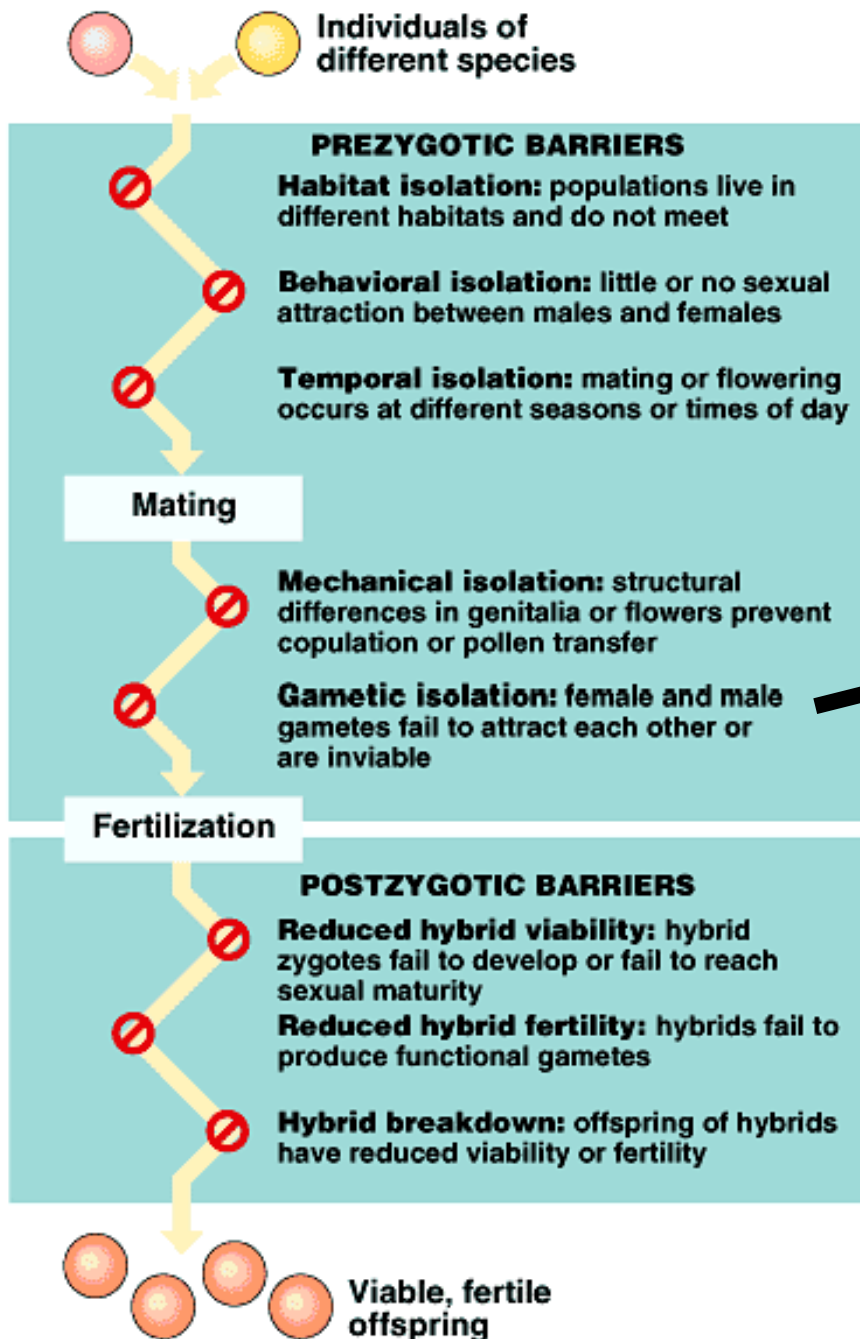 Individuals of
different species
PREZYGOTIC BARRIERS
Habitat isolation: populations live in
different habitats and do not meet
Behavioral isolation: little or no sexual
attraction between males and females
Temporal isolation: mating or flowering
occurs at different seasons or times of day
Mating
Mechanical isolation: structural
differences in genitalia or flowers prevent
copulation or pollen transfer
Gametic isolation: female and male
gametes fail to attract each other or
are inviable
Fertilization
POSTZYGOTIC BARRIERS
Reduced hybrid viability: hybrid
zygotes fail to develop or fail to reach
sexual maturity
Reduced hybrid fertility: hybrids fail to
produce functional gametes
Hybrid breakdown: offspring of hybrids
have reduced viability or fertility
Viable, fertile
offspring